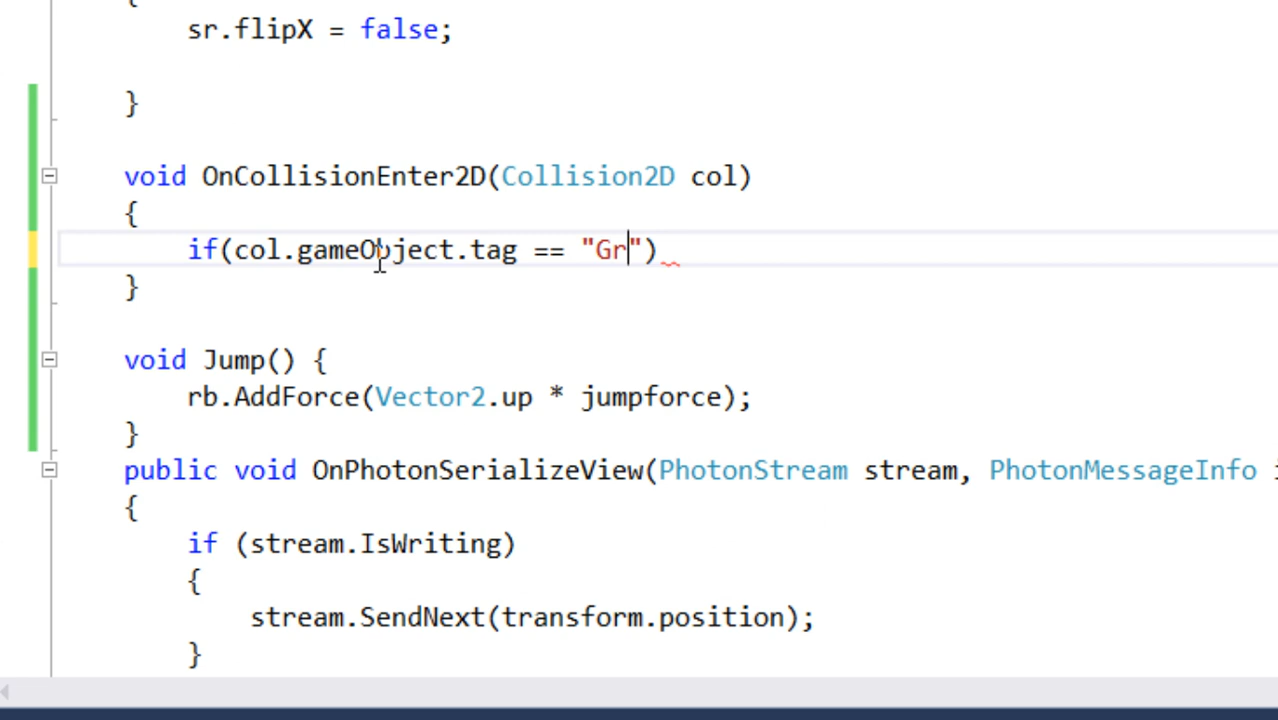 {
sr.flipX = false;
}
void OnCollisionEnter2D(Collision2D col)
{
if(col.gameObject.tag == "Gr")
}
void Jump() {
rb.AddForce(Vector2.up * jumpforce);
}
public void OnPhotonSerializeView(PhotonStream stream, PhotonMessageInfo i
{
if (stream.IsWriting)
{
stream.SendNext(transform.position);
}